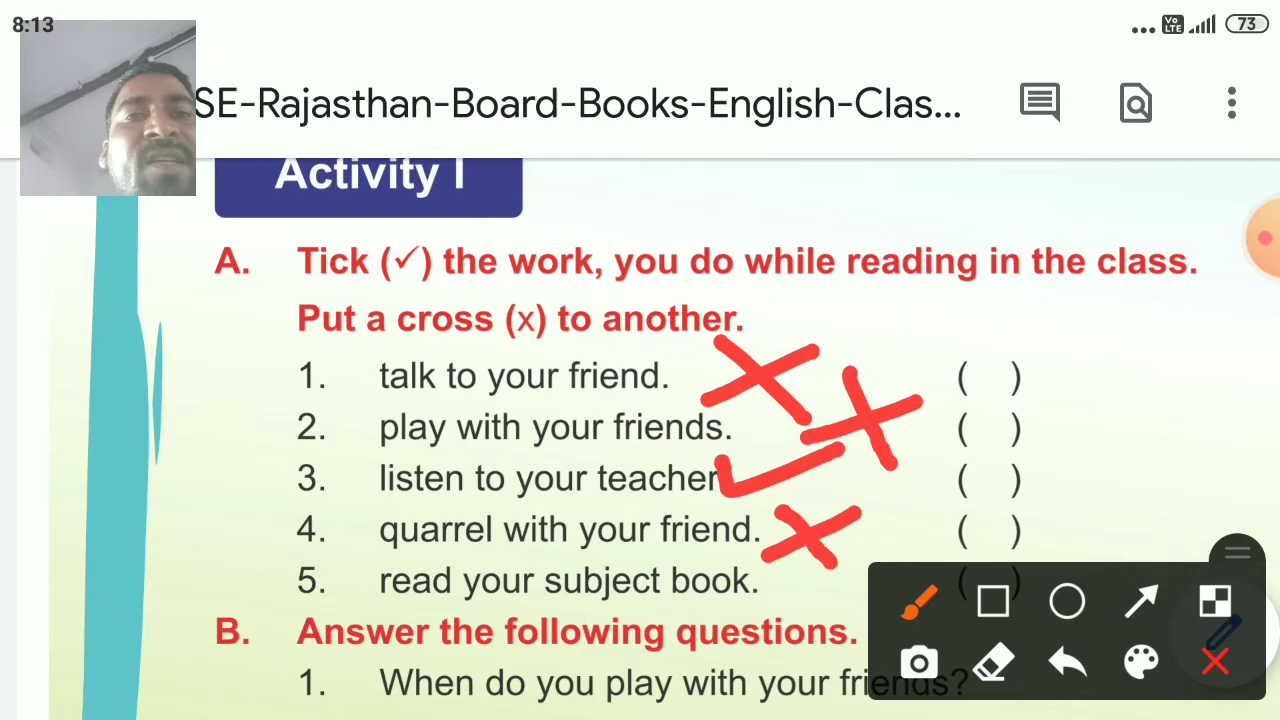 8:13
Vo LTE 73
SE-Rajasthan-Board-Books-English-Clas...
Activity I
A. Tick (✓) the work, you do while reading in the class.
Put a cross (x) to another.
1. talk to your friend. ( )
2. play with your friends. ( )
3. listen to your teacher ( )
4. quarrel with your friend. ( )
5. read your subject book. ( )
B. Answer the following questions.
1. When do you play with your friends?